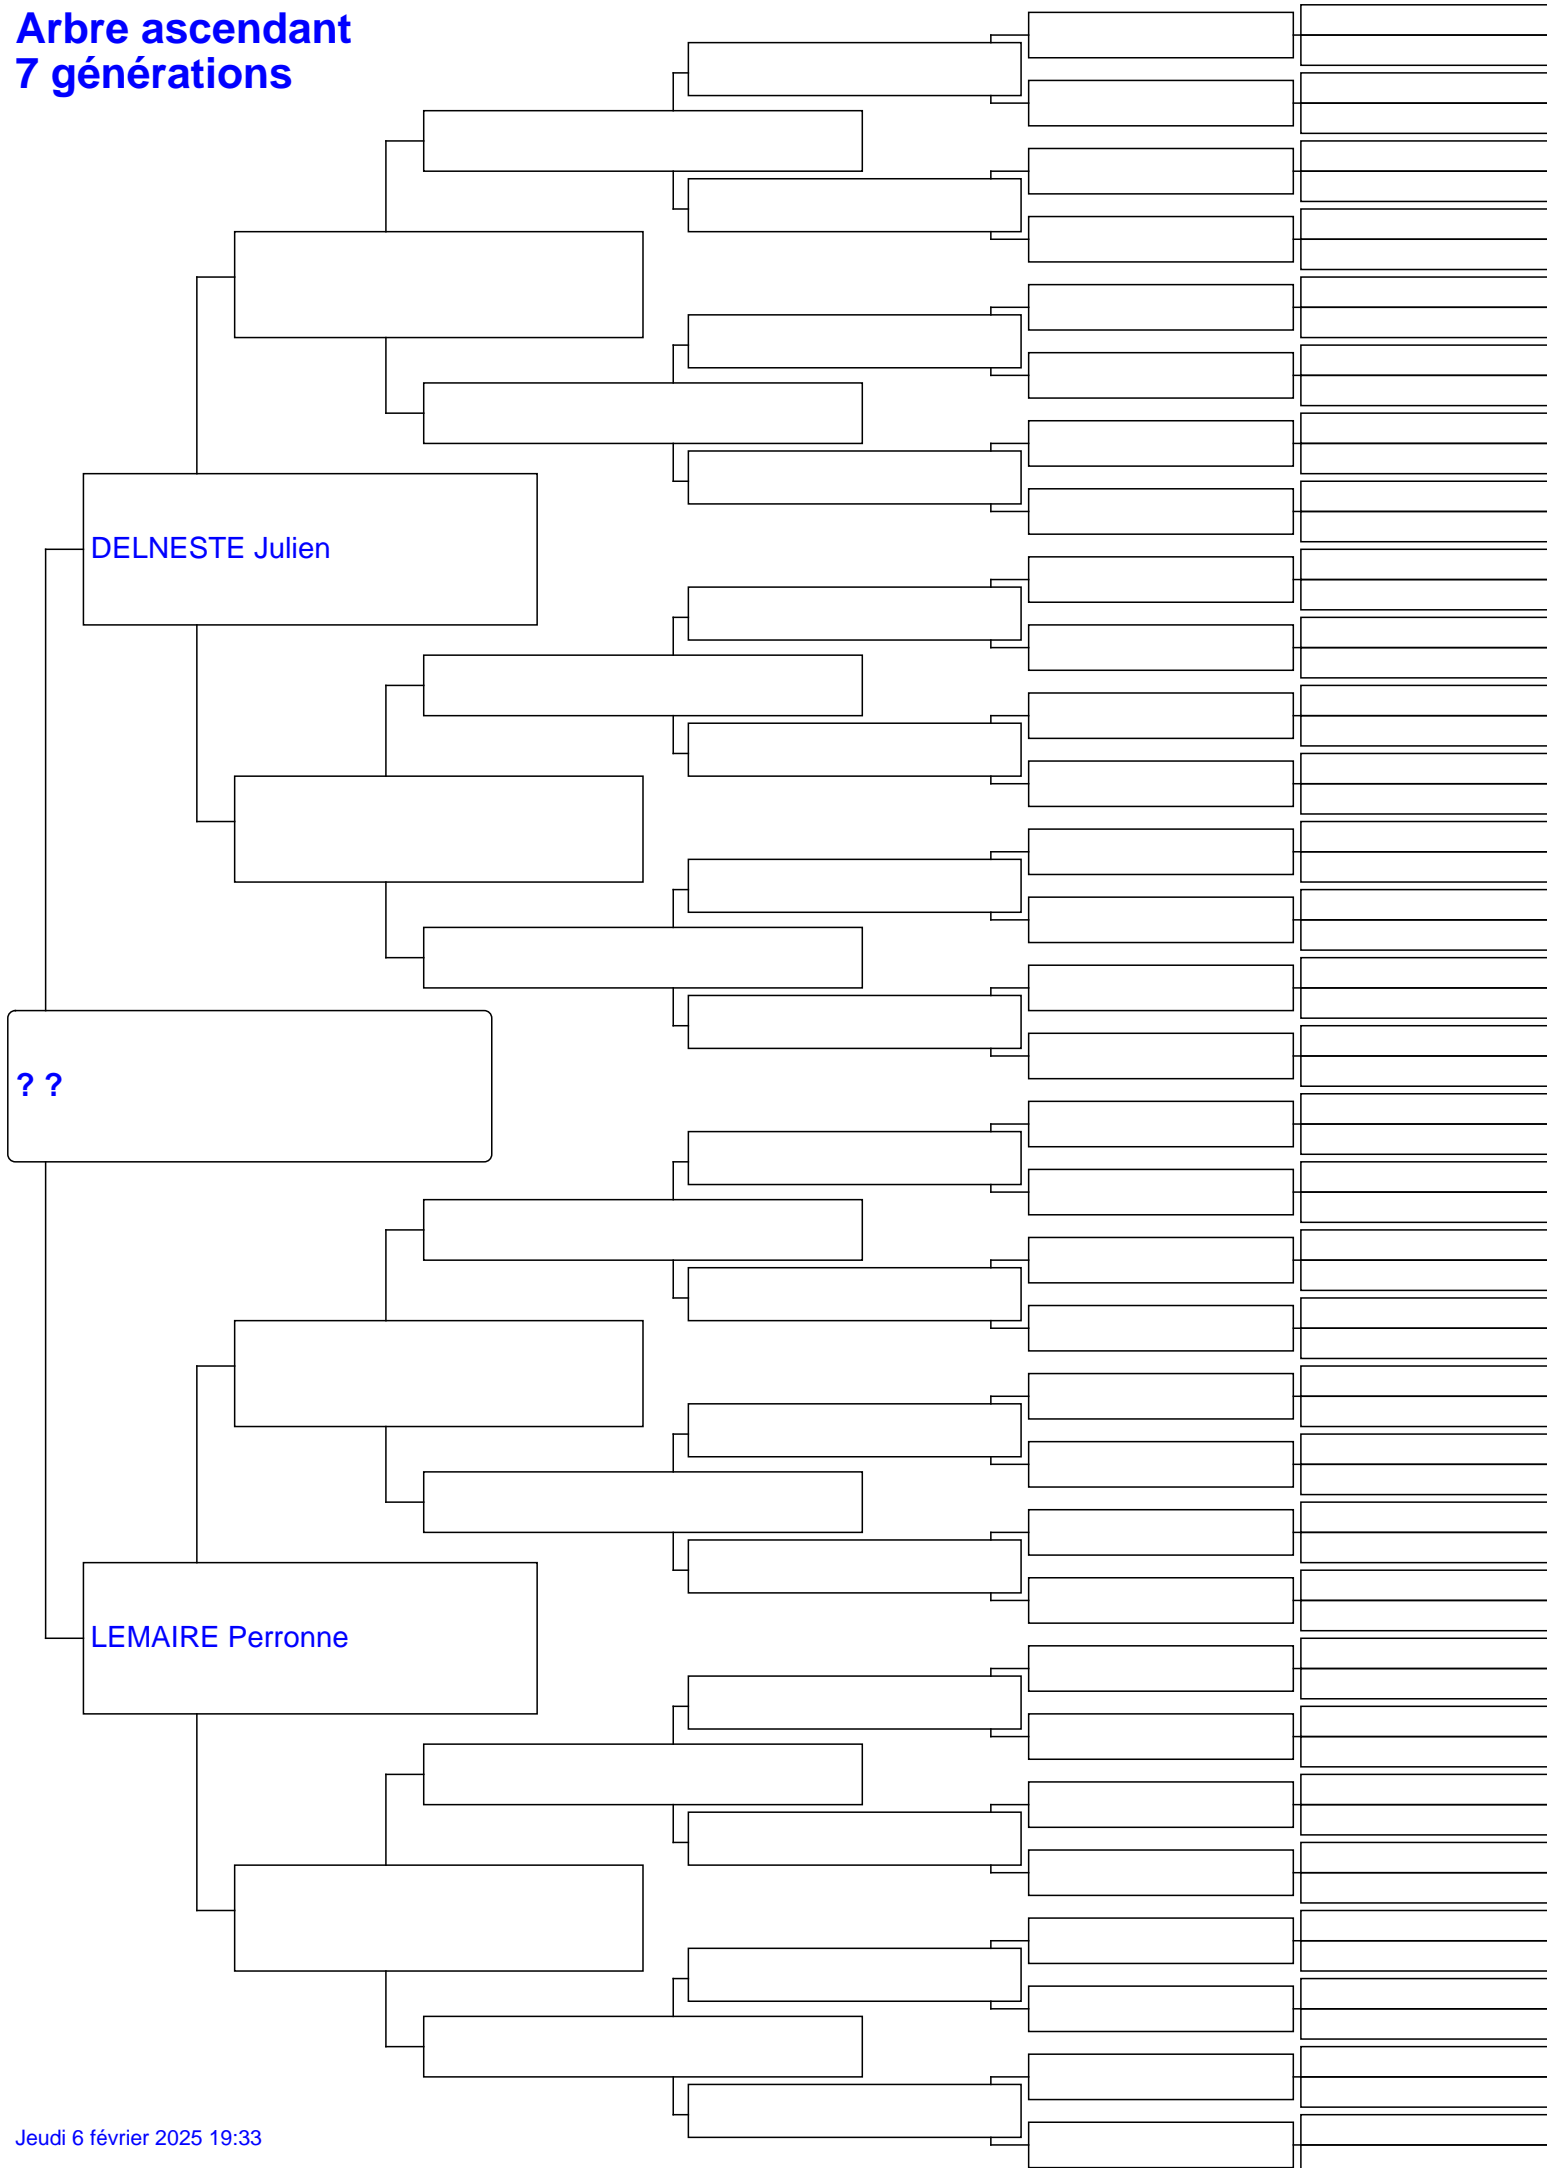 Arbre ascendant
7 générations
DELNESTE Julien
? ?
LEMAIRE Perronne
Jeudi 6 février 2025 19:33